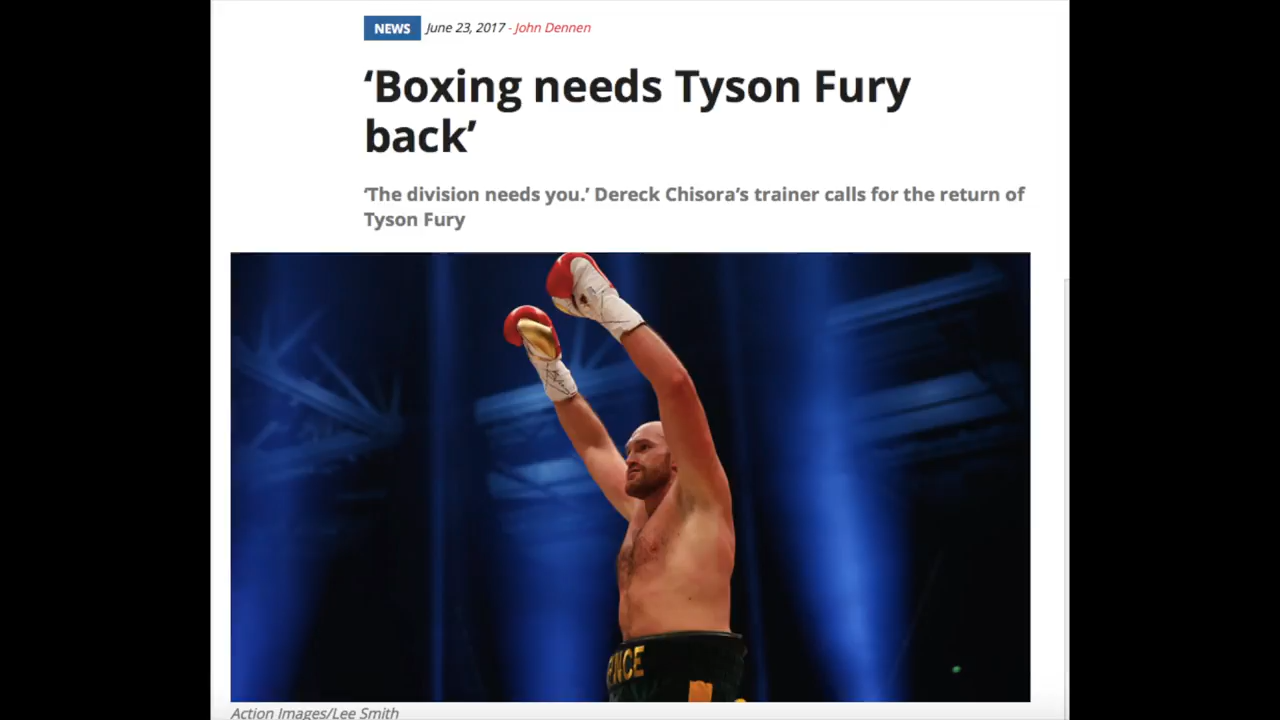 NEWS June 23, 2017 - John Dennen
‘Boxing needs Tyson Fury
back’
‘The division needs you.’ Dereck Chisora’s trainer calls for the return of
Tyson Fury
Action Images/Lee Smith